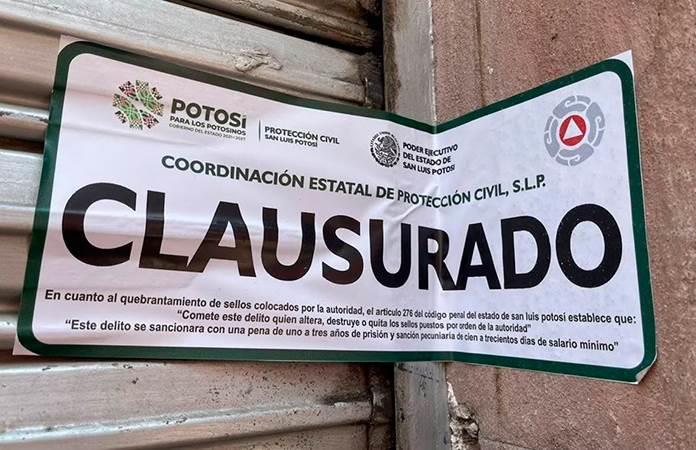 POTOSÍ
PARA LOS POTOSINOS
GOBIERNO DEL ESTADO 2021-2027
PROTECCIÓN CIVIL
SAN LUIS POTOSÍ
PODER EJECUTIVO
DEL ESTADO DE
SAN LUIS POTOSÍ
COORDINACIÓN ESTATAL DE PROTECCIÓN CIVIL, S.L.P.
CLAUSURADO
En cuanto al quebrantamiento de sellos colocados por la autoridad, el artículo 276 del código penal del estado de san luis potosí establece que:
“Comete este delito quien altera, destruye o quita los sellos puestos por orden de la autoridad”
“Este delito se sancionara con una pena de uno a tres años de prisión y sanción pecuniaria de cien a trecientos días de salario mínimo”